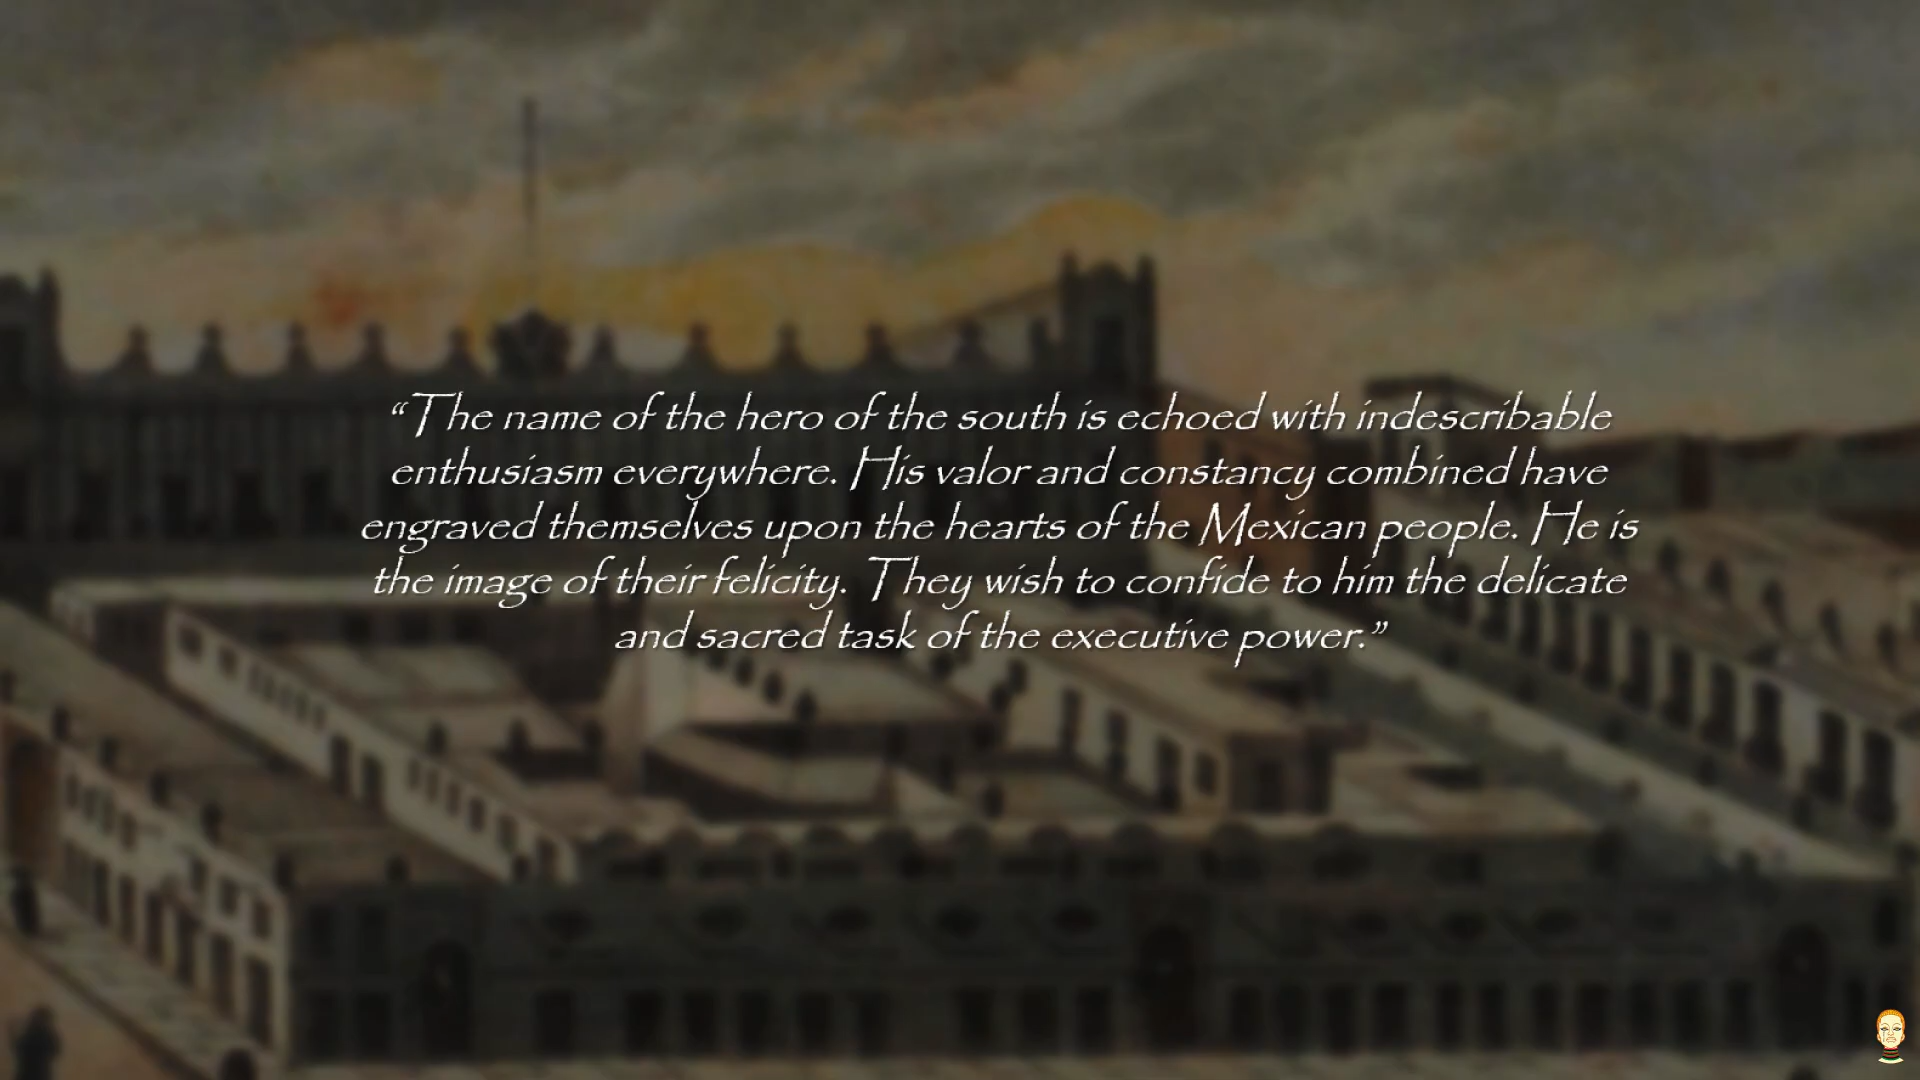 “The name of the hero of the south is echoed with indescribable
enthusiasm everywhere. His valor and constancy combined have
engraved themselves upon the hearts of the Mexican people. He is
the image of their felicity. They wish to confide to him the delicate
and sacred task of the executive power.”